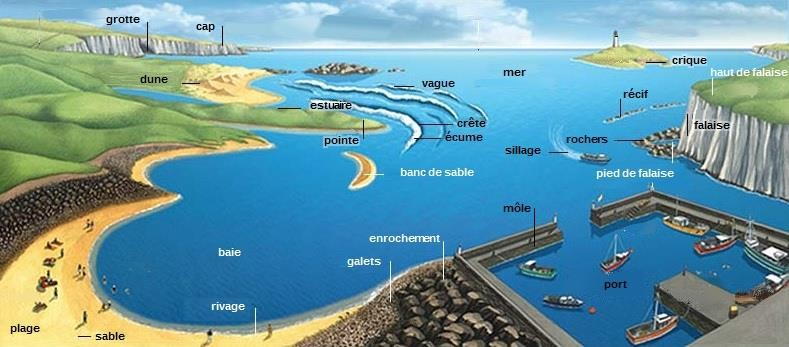 grotte
cap
crique
mer
haut de falaise
dune
vague
récif
estuaire
crête
falaise
écume
pointe
rochers
sillage
banc de sable
pied de falaise
môle
enrochement
baie
galets
port
rivage
plage
sable